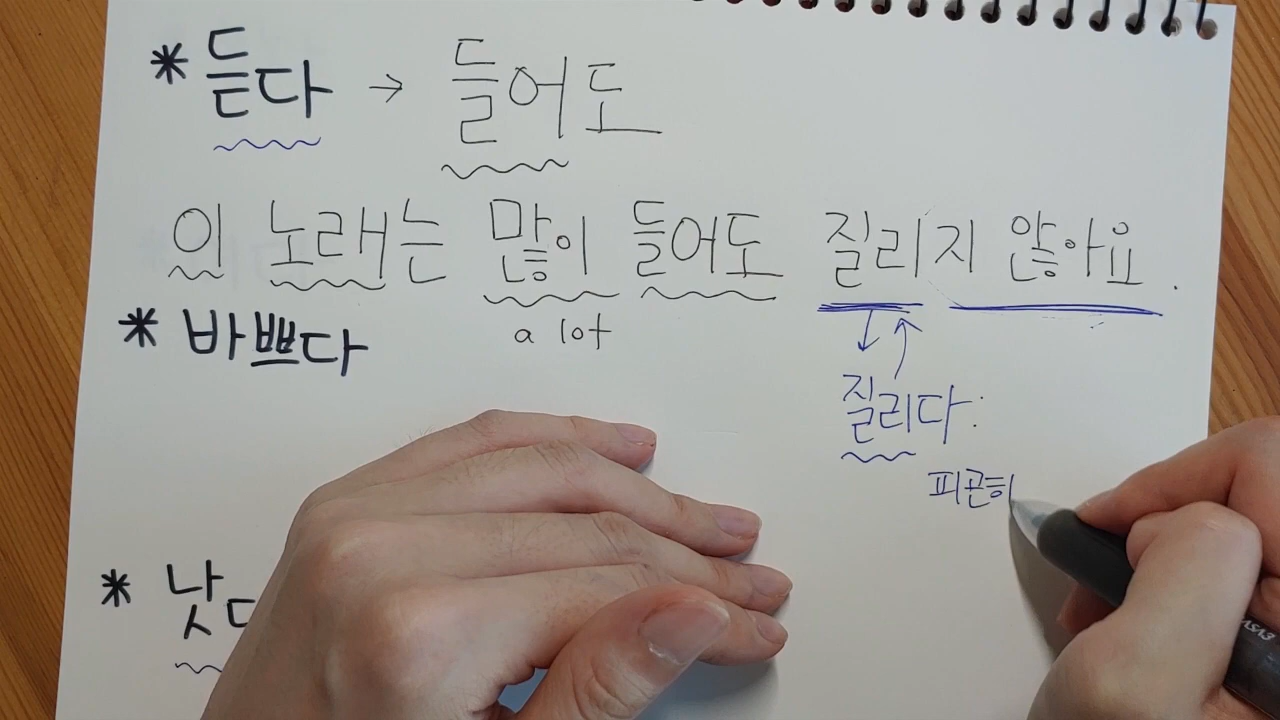 * 듣다 → 들어도
이 노래는 많이 들어도 질리지 않아요.
a lot
* 바쁘다
질리다:
피곤히
* 낫다